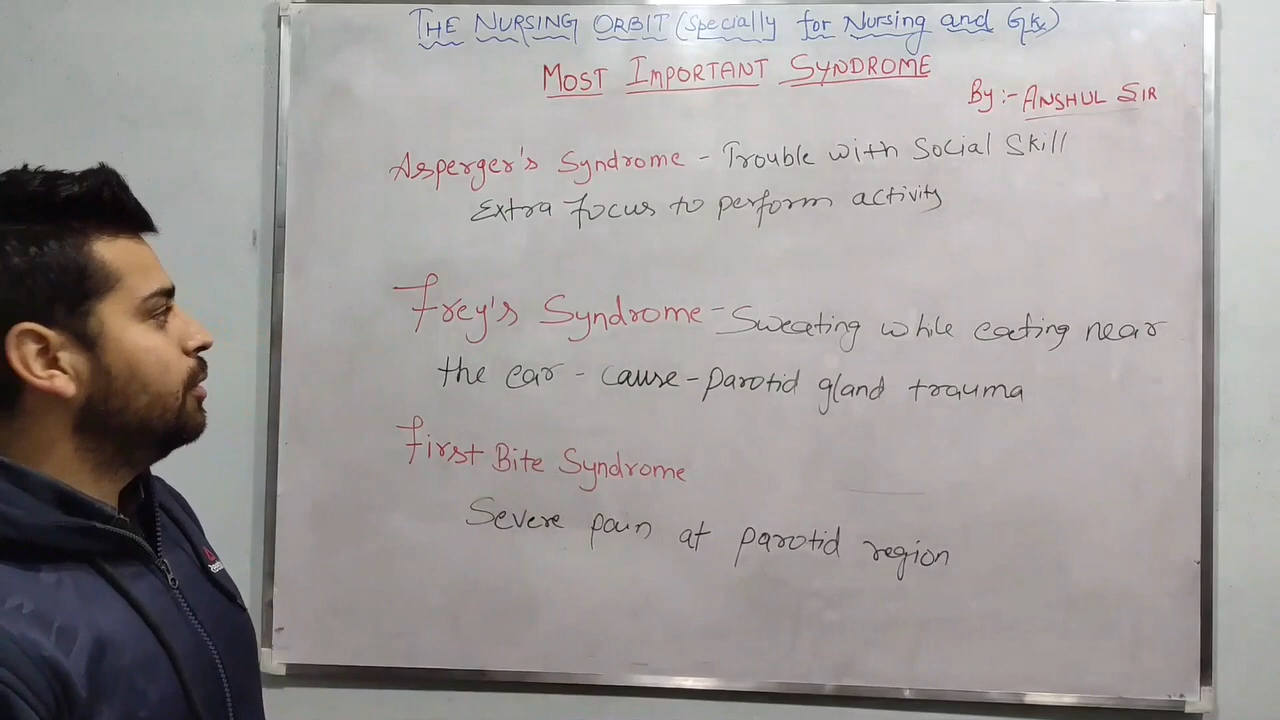 THE NURSING ORBIT (Specially for Nursing and Gk)
MOST IMPORTANT SYNDROME
By :- ANSHUL SIR
Asperger's Syndrome - Trouble with Social Skill
Extra focus to perform activity
Frey's Syndrome - Sweating while eating near
the ear - cause - parotid gland trauma
First Bite Syndrome
Severe pain at parotid region